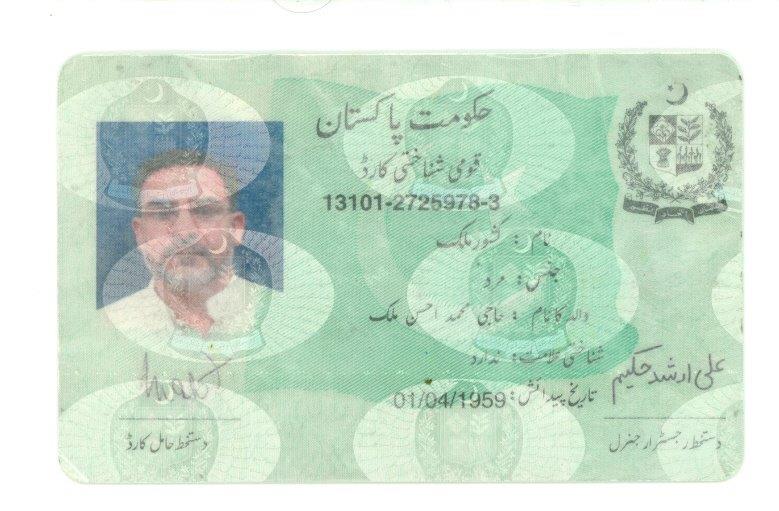 حکومت پاکستان
قومی شناختی کارڈ
13101-2725978-3
نام : کشور ملک
جنس : مرد
والد کا نام : حاجی محمد احسن ملک
شناختی علامت: ندارد
تاریخ پیدائش: 01/04/1959
علی ارشد حکیم
دستخط حامل کارڈ
دستخط رجسٹرار جنرل